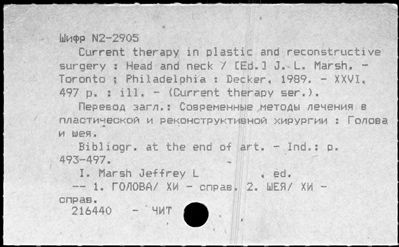 Шифр N2-2905
Current therapy in plastic and reconstructive
surgery : Head and neck / [Ed.] J. L. Marsh. -
Toronto ; Philadelphia : Decker, 1989. - XXVI,
497 p. : ill. - (Current therapy ser.).
Перевод загл.: Современные методы лечения в
пластической и реконструктивной хирургии : Голова
и шея.
Bibliogr. at the end of art. - Ind.: p.
493-497.
I. Marsh Jeffrey L , ed.
-- 1. ГОЛОВА/ ХИ - справ. 2. ШЕЯ/ ХИ -
справ.
216440 - ЧИТ